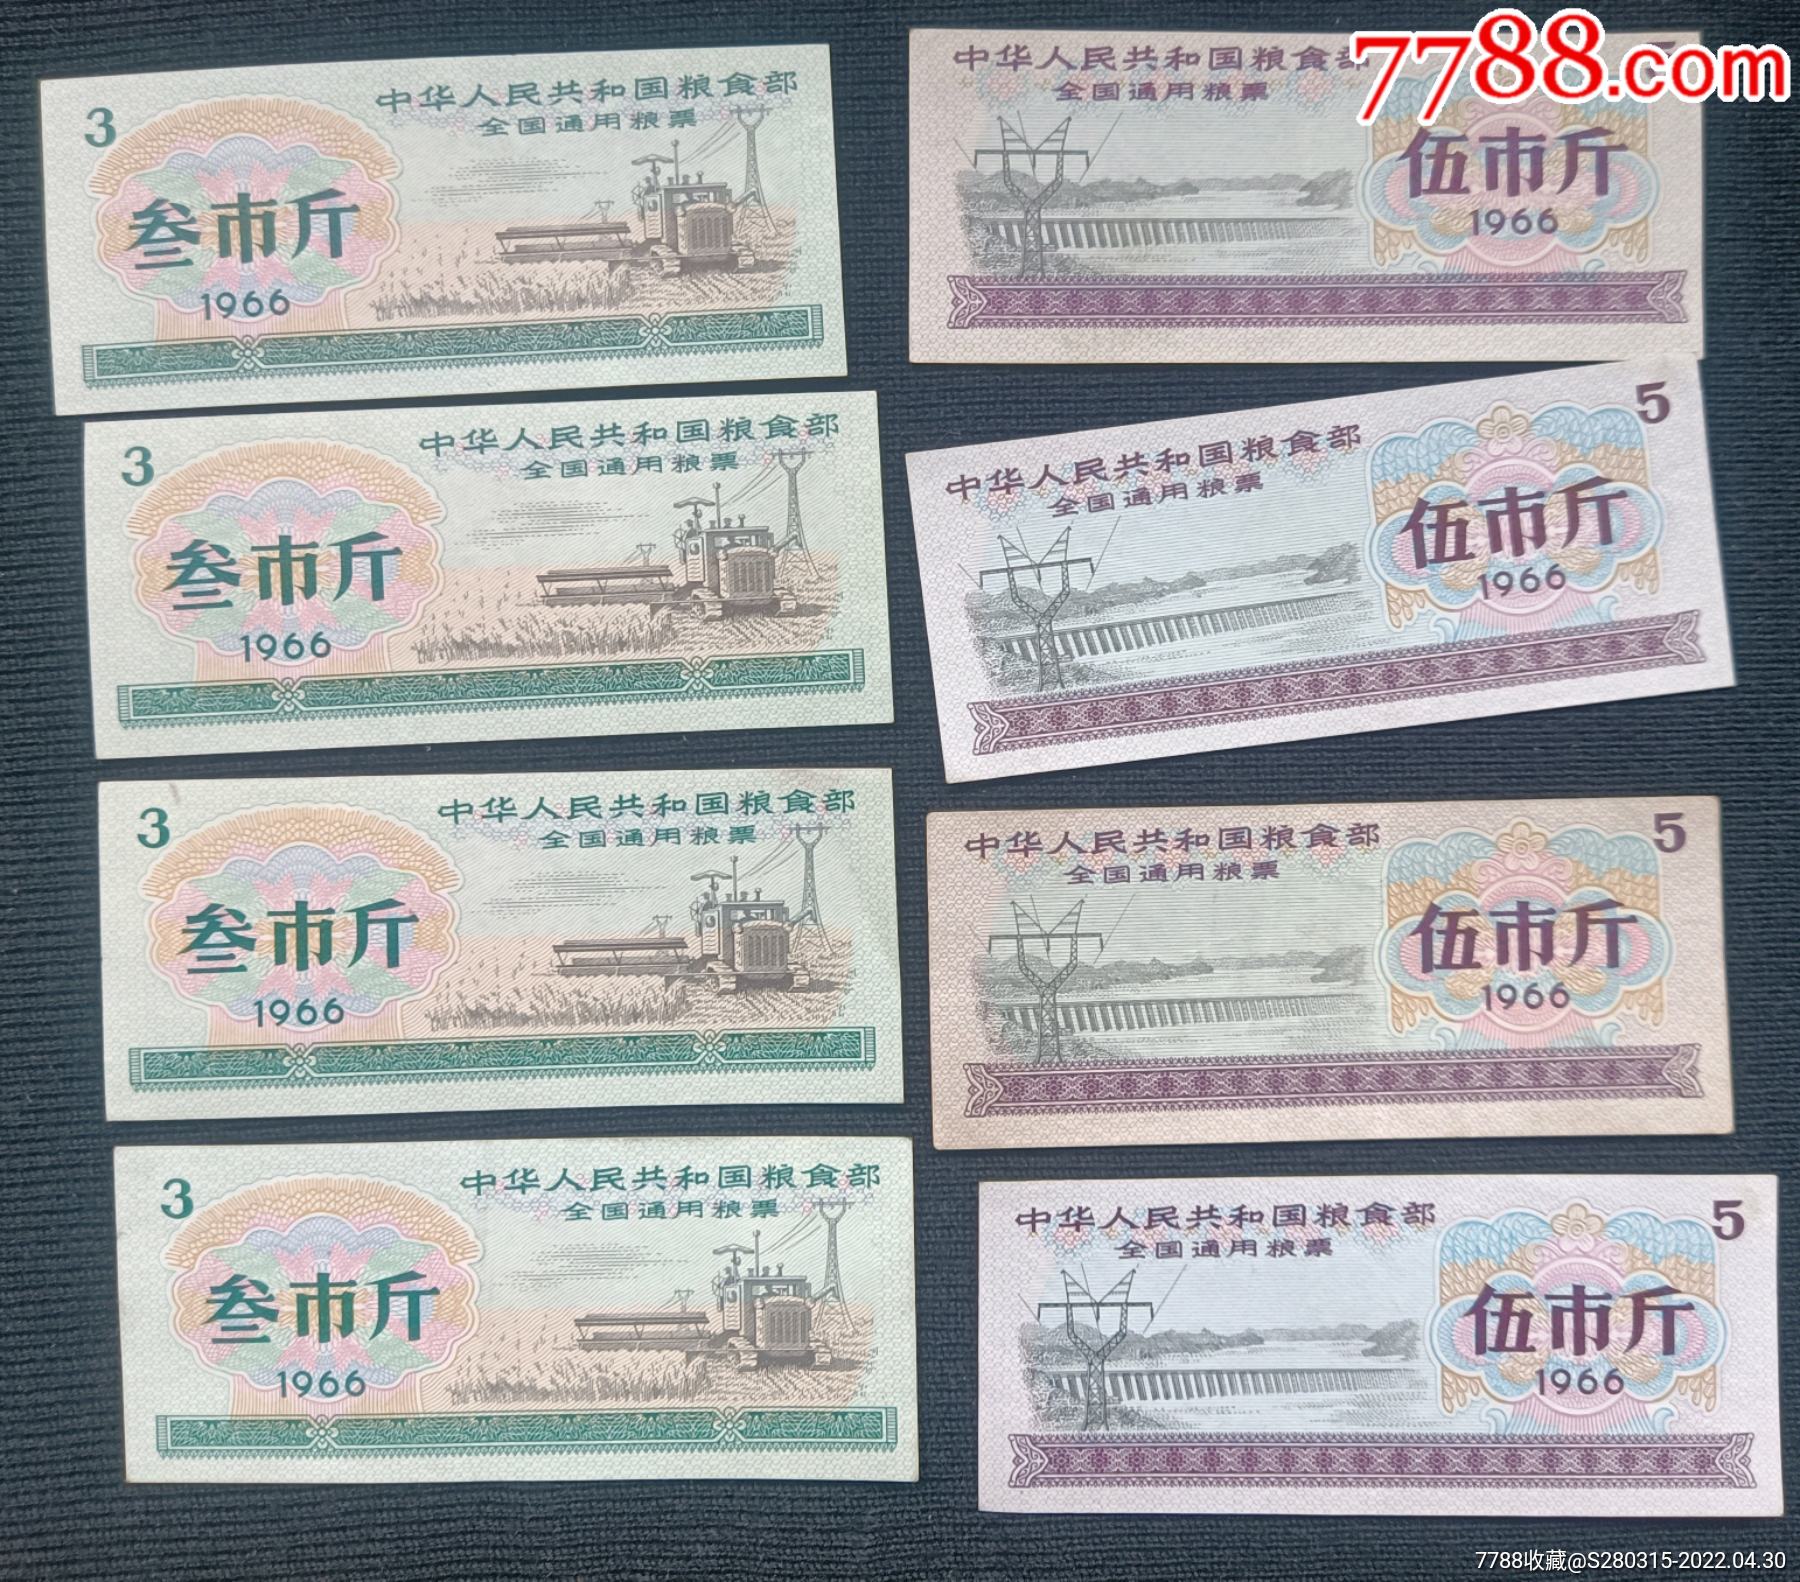 3
中华人民共和国粮食部
全国通用粮票
叁市斤
1966
3
中华人民共和国粮食部
全国通用粮票
叁市斤
1966
3
中华人民共和国粮食部
全国通用粮票
叁市斤
1966
3
中华人民共和国粮食部
全国通用粮票
叁市斤
1966
7788.com
中华人民共和国粮食部
全国通用粮票
伍市斤
1966
5
中华人民共和国粮食部
全国通用粮票
伍市斤
1966
5
中华人民共和国粮食部
全国通用粮票
伍市斤
1966
5
中华人民共和国粮食部
全国通用粮票
伍市斤
1966
7788收藏@S280315-2022.04.30